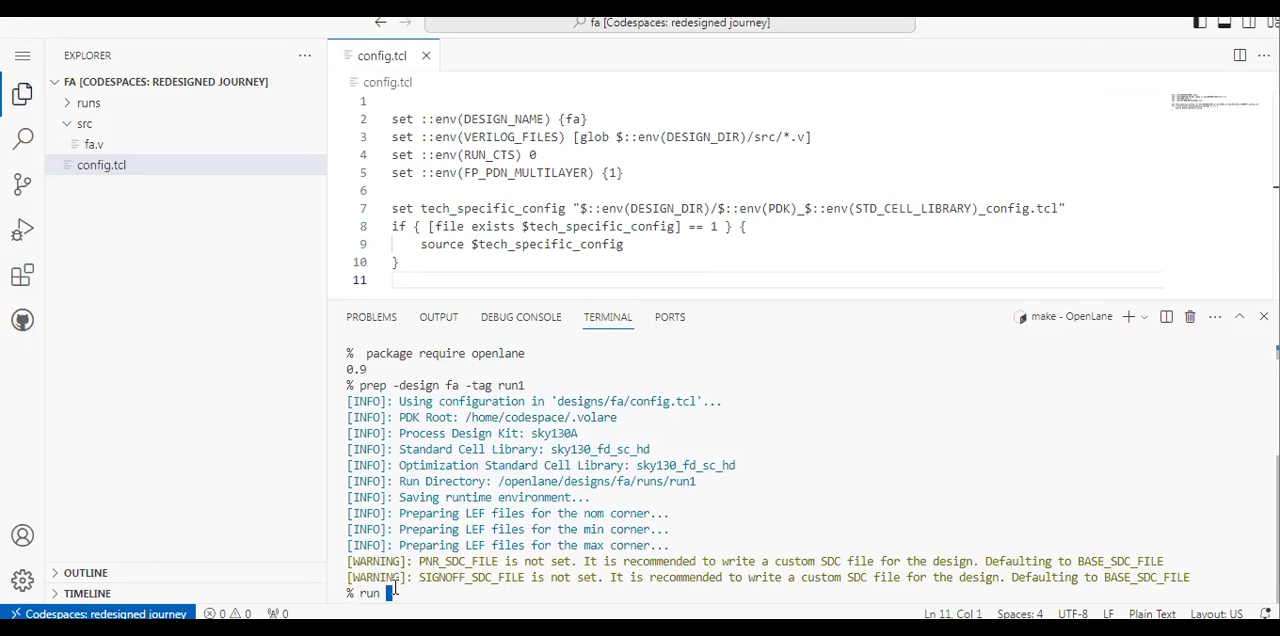 fa [Codespaces: redesigned journey]
EXPLORER
FA [CODESPACES: REDESIGNED JOURNEY]
runs
src
fa.v
config.tcl
OUTLINE
TIMELINE
config.tcl
config.tcl
1
2 set ::env(DESIGN_NAME) {fa}
3 set ::env(VERILOG_FILES) [glob $::env(DESIGN_DIR)/src/*.v]
4 set ::env(RUN_CTS) 0
5 set ::env(FP_PDN_MULTILAYER) {1}
6
7 set tech_specific_config "$::env(DESIGN_DIR)/$::env(PDK)_$::env(STD_CELL_LIBRARY)_config.tcl"
8 if { [file exists $tech_specific_config] == 1 } {
9 source $tech_specific_config
10 }
11
PROBLEMS OUTPUT DEBUG CONSOLE TERMINAL PORTS make - OpenLane
% package require openlane
0.9
% prep -design fa -tag run1
[INFO]: Using configuration in 'designs/fa/config.tcl'...
[INFO]: PDK Root: /home/codespace/.volare
[INFO]: Process Design Kit: sky130A
[INFO]: Standard Cell Library: sky130_fd_sc_hd
[INFO]: Optimization Standard Cell Library: sky130_fd_sc_hd
[INFO]: Run Directory: /openlane/designs/fa/runs/run1
[INFO]: Saving runtime environment...
[INFO]: Preparing LEF files for the nom corner...
[INFO]: Preparing LEF files for the min corner...
[INFO]: Preparing LEF files for the max corner...
[WARNING]: PNR_SDC_FILE is not set. It is recommended to write a custom SDC file for the design. Defaulting to BASE_SDC_FILE
[WARNING]: SIGNOFF_SDC_FILE is not set. It is recommended to write a custom SDC file for the design. Defaulting to BASE_SDC_FILE
% run
Codespaces: redesigned journey 0 0 0 Ln 11, Col 1 Spaces: 4 UTF-8 LF Plain Text Layout: US